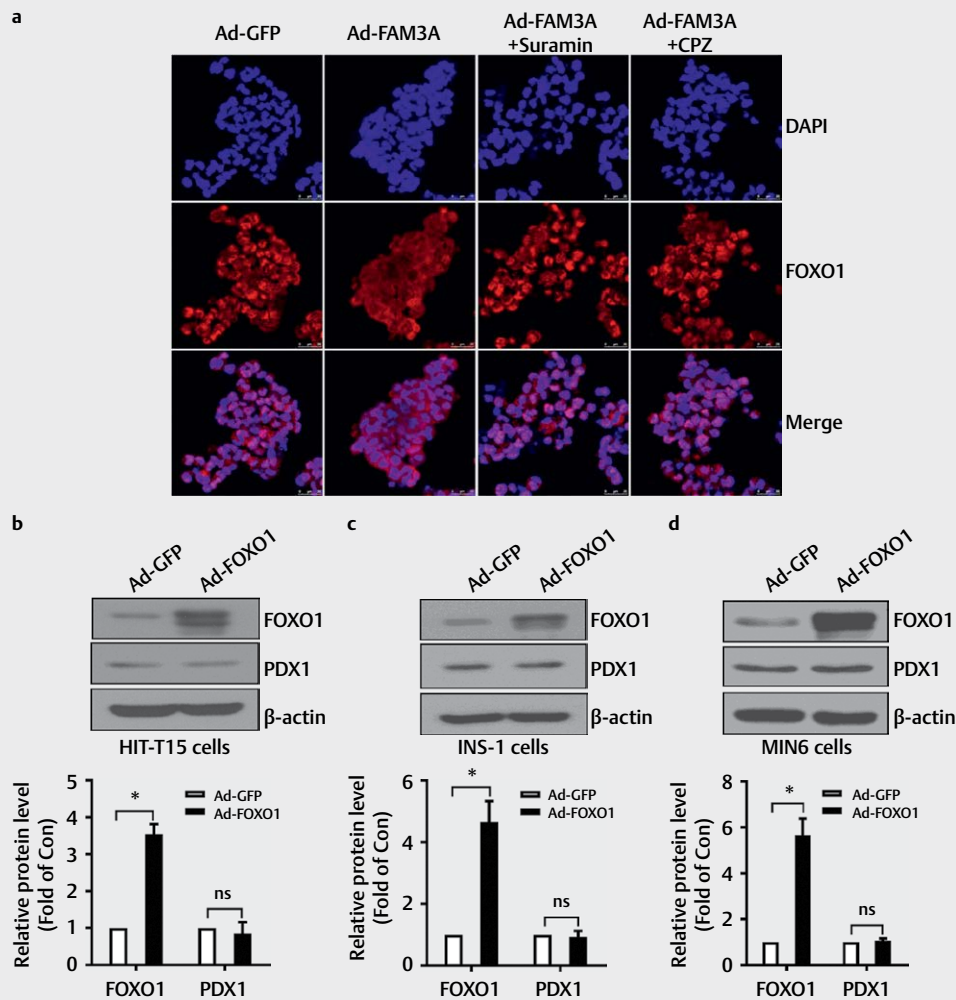 a
Ad-GFP
Ad-FAM3A
Ad-FAM3A
+Suramin
Ad-FAM3A
+CPZ
DAPI
FOXO1
Merge
b
Ad-GFP
Ad-FOXO1
FOXO1
PDX1
β-actin
HIT-T15 cells
Relative protein level
(Fold of Con)
5
4
3
2
1
0
*
ns
Ad-GFP
Ad-FOXO1
FOXO1
PDX1
c
Ad-GFP
Ad-FOXO1
FOXO1
PDX1
β-actin
INS-1 cells
Relative protein level
(Fold of Con)
6
4
2
0
*
ns
Ad-GFP
Ad-FOXO1
FOXO1
PDX1
d
Ad-GFP
Ad-FOXO1
FOXO1
PDX1
β-actin
MIN6 cells
Relative protein level
(Fold of Con)
8
6
4
2
0
*
ns
Ad-GFP
Ad-FOXO1
FOXO1
PDX1